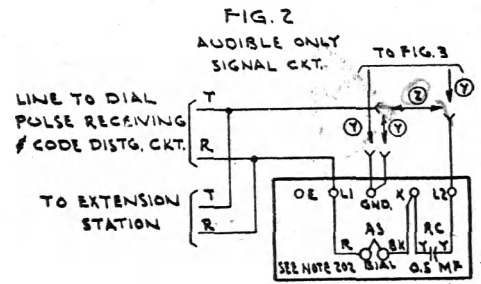 FIG. 2
AUDIBLE ONLY
SIGNAL CKT.
TO FIG. 3
T
Z
Y
LINE TO DIAL
PULSE RECEIVING
& CODE DISTG. CKT.
R
Y
Y
TO EXTENSION
STATION
T
R
O E L1 GND. K L2
AS
R BK
DIAL
RC
Y Y
0.5 MF
SEE NOTE 202